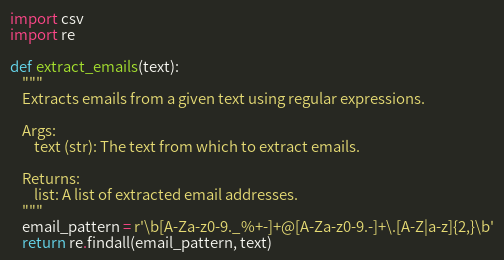 import csv
import re

def extract_emails(text):
    """
    Extracts emails from a given text using regular expressions.

    Args:
        text (str): The text from which to extract emails.

    Returns:
        list: A list of extracted email addresses.
    """
    email_pattern = r'\b[A-Za-z0-9._%+-]+@[A-Za-z0-9.-]+\.[A-Z|a-z]{2,}\b'
    return re.findall(email_pattern, text)